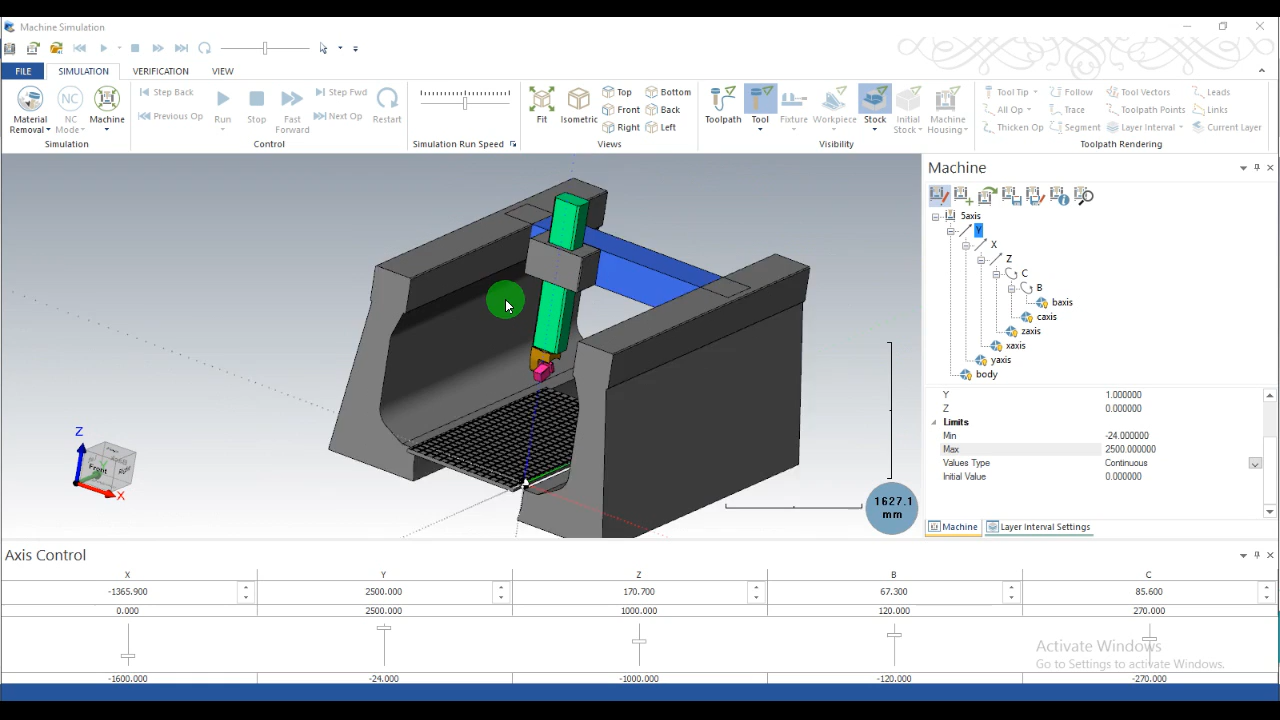 Machine Simulation
FILE SIMULATION VERIFICATION VIEW
Material Removal NC Mode Machine
Simulation
Step Back
Previous Op
Run Stop Fast Forward
Step Fwd
Next Op
Restart
Control
Simulation Run Speed
Fit Isometric
Top Bottom
Front Back
Right Left
Views
Toolpath Tool Fixture Workpiece Stock Initial Stock Machine Housing
Visibility
Tool Tip Follow Tool Vectors Leads
All Op Trace Toolpath Points Links
Thicken Op Segment Layer Interval Current Layer
Toolpath Rendering
Machine
5axis
Y
X
Z
C
B
baxis
caxis
zaxis
xaxis
yaxis
body
Y 1.000000
Z 0.000000
Limits
Min -24.000000
Max 2500.000000
Values Type Continuous
Initial Value 0.000000
Machine Layer Interval Settings
Z
Front
X
1627.1
mm
Axis Control
X Y Z B C
-1365.900 2500.000 170.700 67.300 85.600
0.000 2500.000 1000.000 120.000 270.000
-1600.000 -24.000 -1000.000 -120.000 -270.000
Activate Windows
Go to Settings to activate Windows.